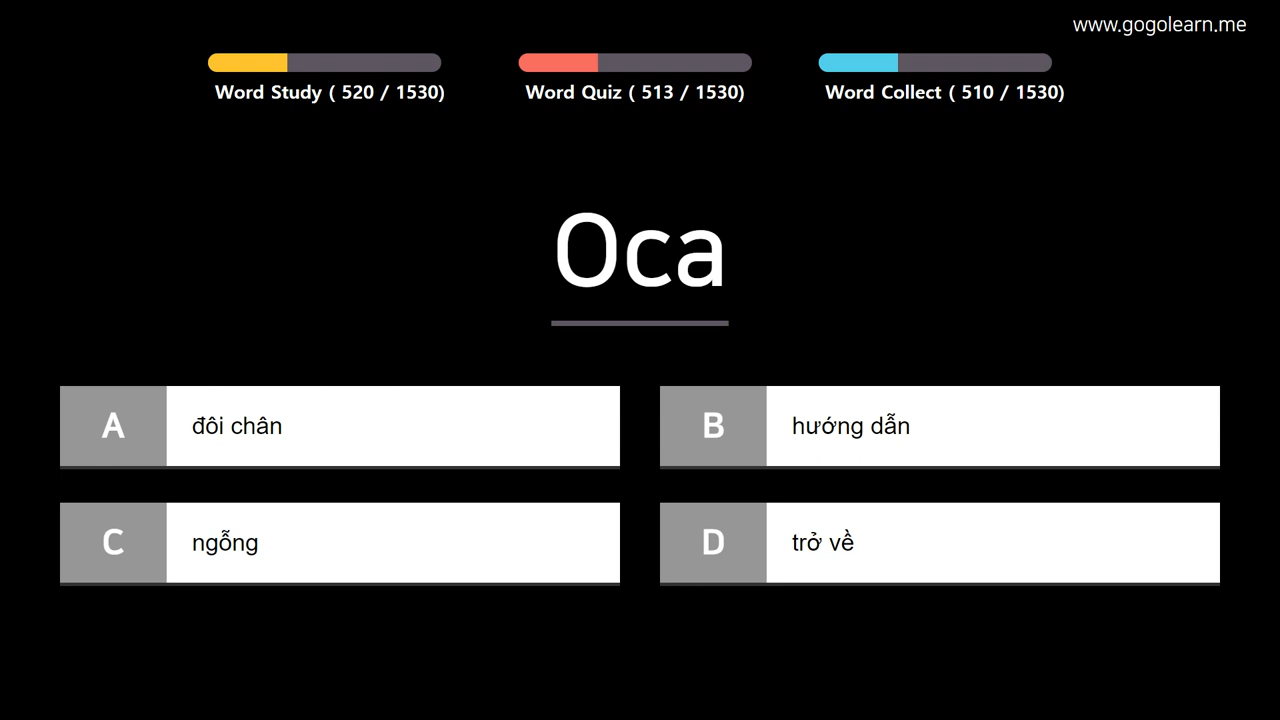 www.gogolearn.me
Word Study ( 520 / 1530)
Word Quiz ( 513 / 1530)
Word Collect ( 510 / 1530)
Oca
A đôi chân
B hướng dẫn
C ngỗng
D trở về